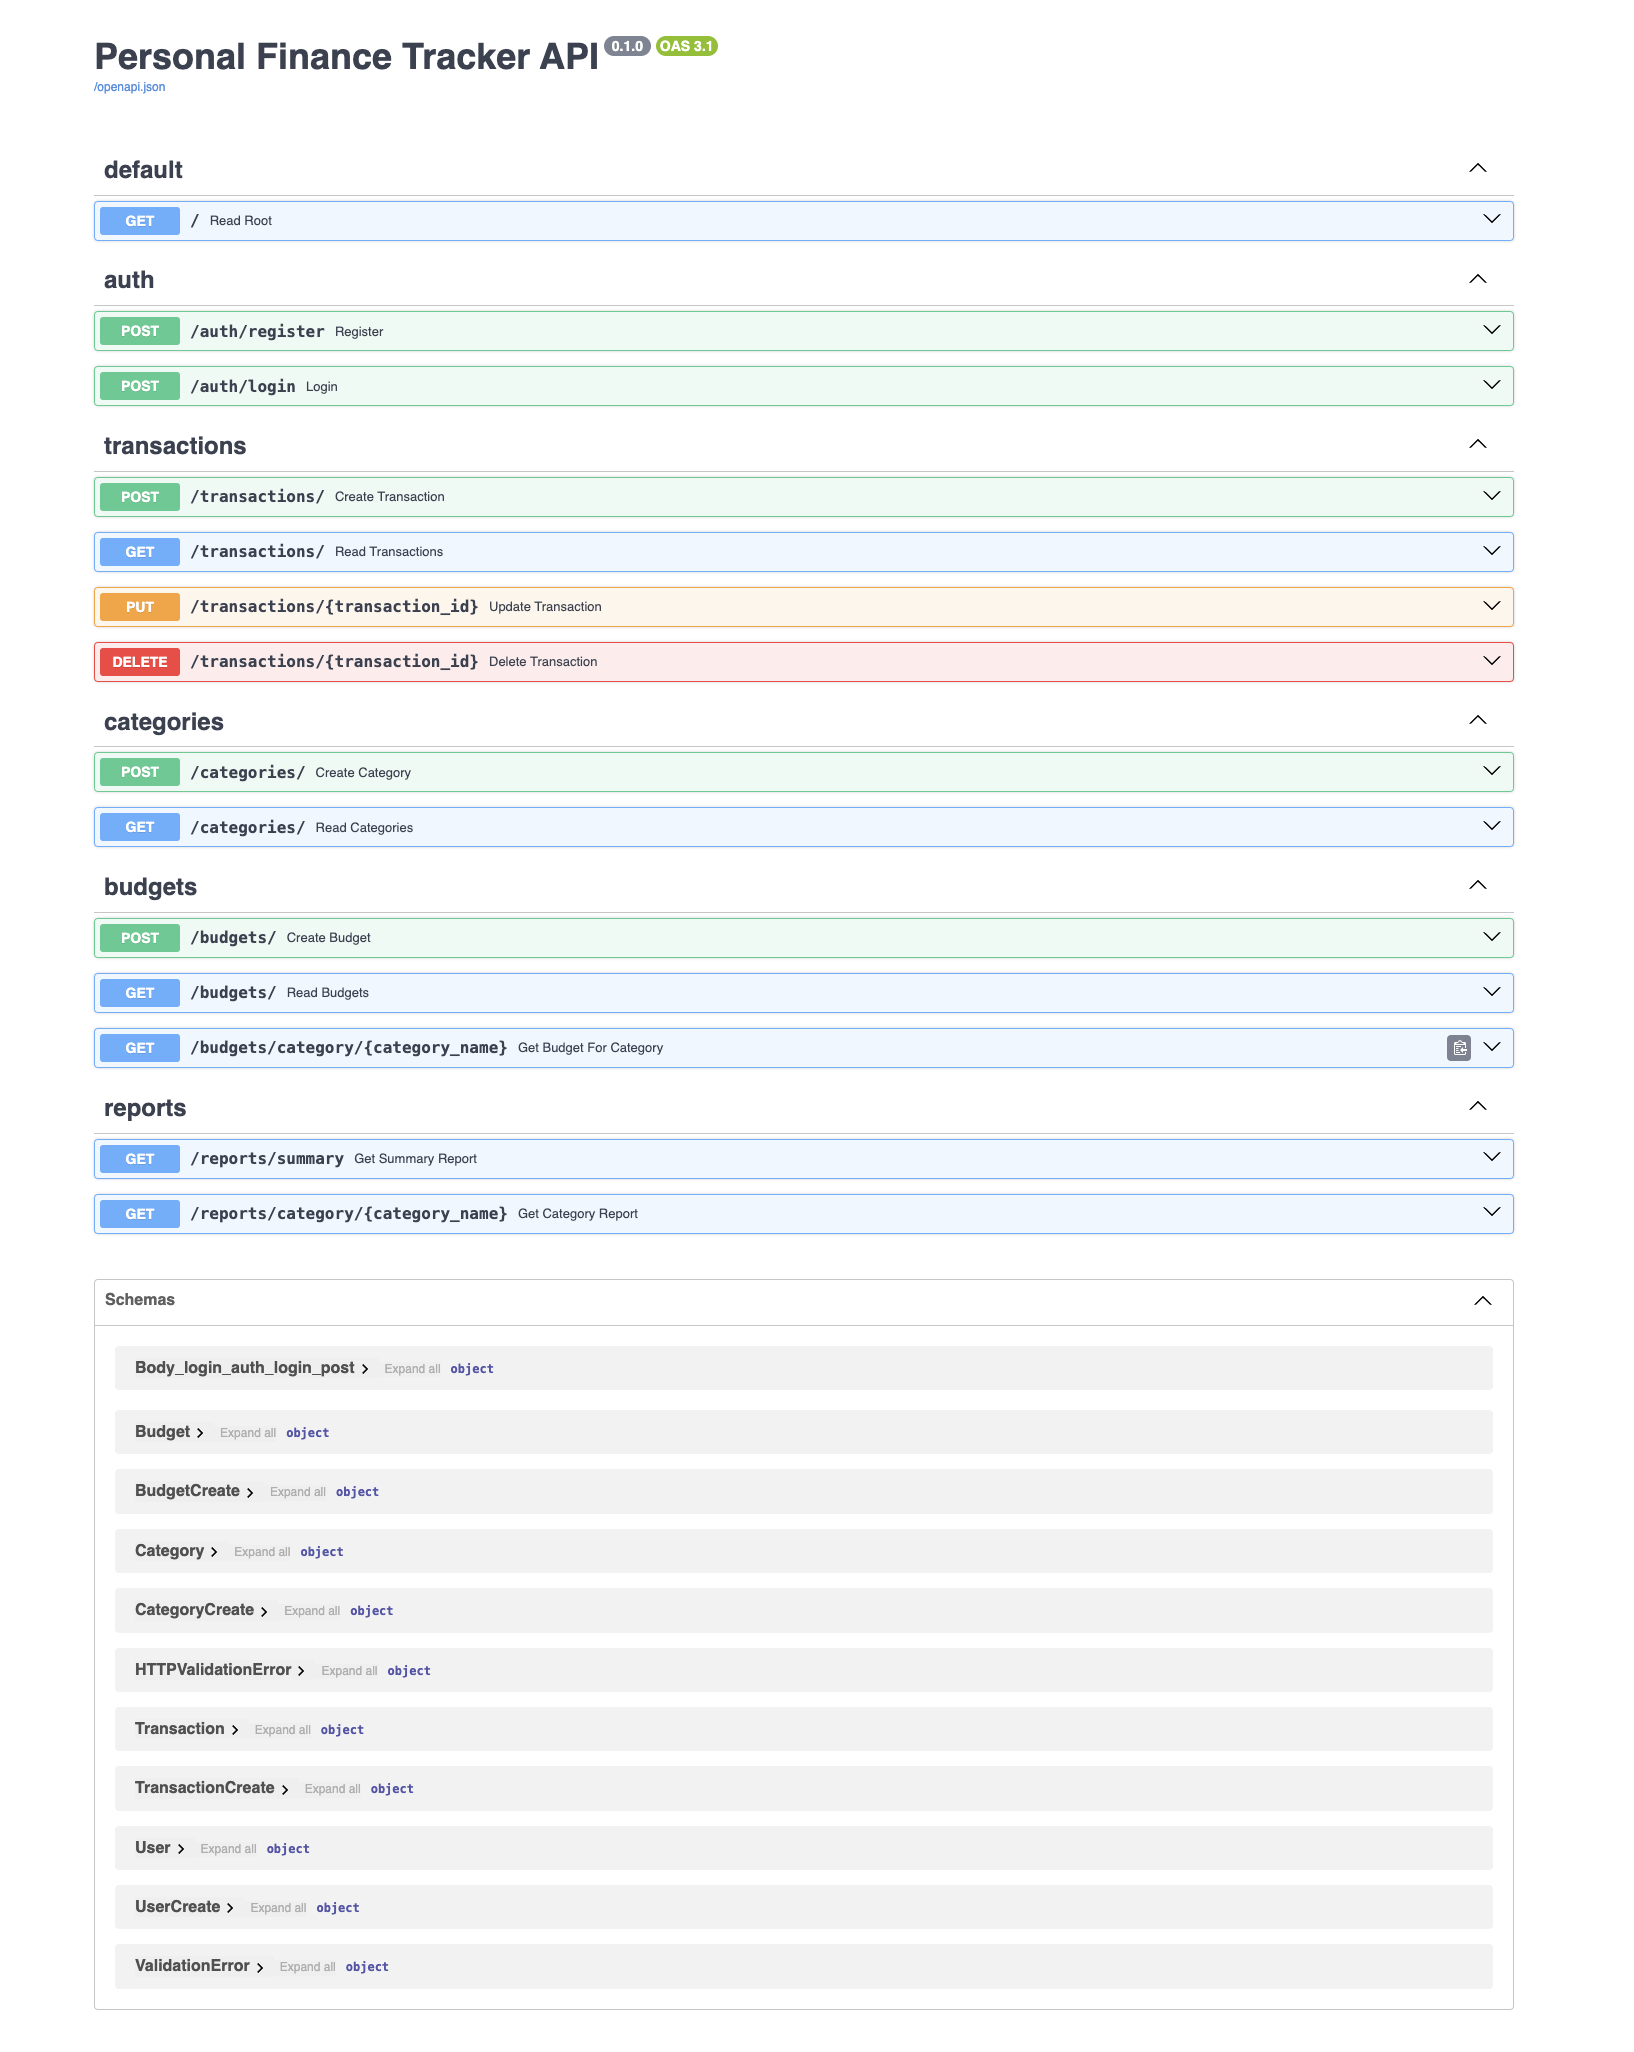 Personal Finance Tracker API 0.1.0 OAS 3.1
/openapi.json
default
GET / Read Root
auth
POST /auth/register Register
POST /auth/login Login
transactions
POST /transactions/ Create Transaction
GET /transactions/ Read Transactions
PUT /transactions/{transaction_id} Update Transaction
DELETE /transactions/{transaction_id} Delete Transaction
categories
POST /categories/ Create Category
GET /categories/ Read Categories
budgets
POST /budgets/ Create Budget
GET /budgets/ Read Budgets
GET /budgets/category/{category_name} Get Budget For Category
reports
GET /reports/summary Get Summary Report
GET /reports/category/{category_name} Get Category Report
Schemas
Body_login_auth_login_post Expand all object
Budget Expand all object
BudgetCreate Expand all object
Category Expand all object
CategoryCreate Expand all object
HTTPValidationError Expand all object
Transaction Expand all object
TransactionCreate Expand all object
User Expand all object
UserCreate Expand all object
ValidationError Expand all object